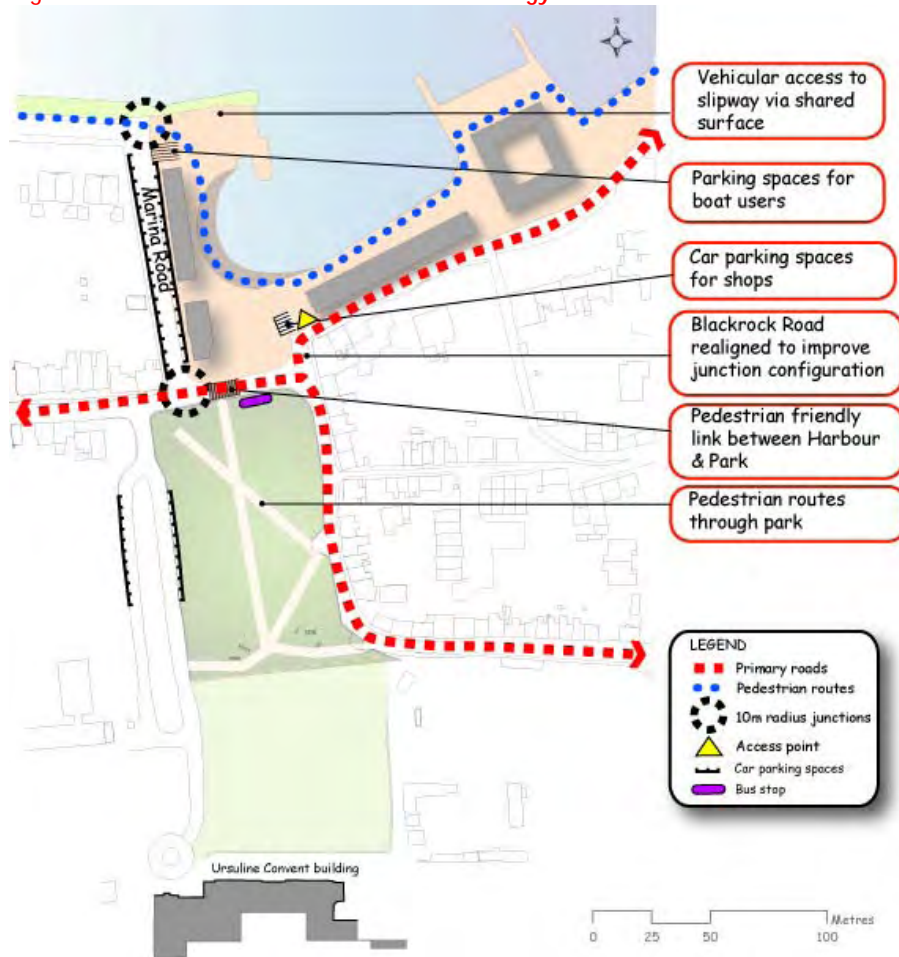 gy
N
Vehicular access to
slipway via shared
surface
Parking spaces for
boat users
Marina Road
Car parking spaces
for shops
Blackrock Road
realigned to improve
junction configuration
Pedestrian friendly
link between Harbour
& Park
Pedestrian routes
through park
LEGEND
Primary roads
Pedestrian routes
10m radius junctions
Access point
Car parking spaces
Bus stop
Ursuline Convent building
Metres
0 25 50 100